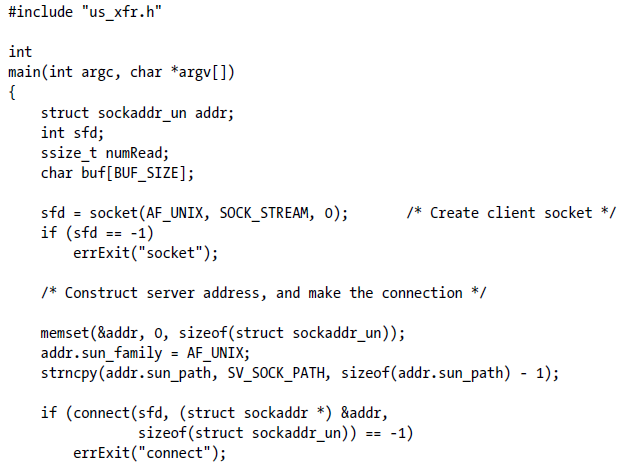 #include "us_xfr.h"
int
main(int argc, char *argv[])
{
    struct sockaddr_un addr;
    int sfd;
    ssize_t numRead;
    char buf[BUF_SIZE];
    sfd = socket(AF_UNIX, SOCK_STREAM, 0);       /* Create client socket */
    if (sfd == -1)
        errExit("socket");
    /* Construct server address, and make the connection */
    memset(&addr, 0, sizeof(struct sockaddr_un));
    addr.sun_family = AF_UNIX;
    strncpy(addr.sun_path, SV_SOCK_PATH, sizeof(addr.sun_path) - 1);
    if (connect(sfd, (struct sockaddr *) &addr,
                sizeof(struct sockaddr_un)) == -1)
        errExit("connect");